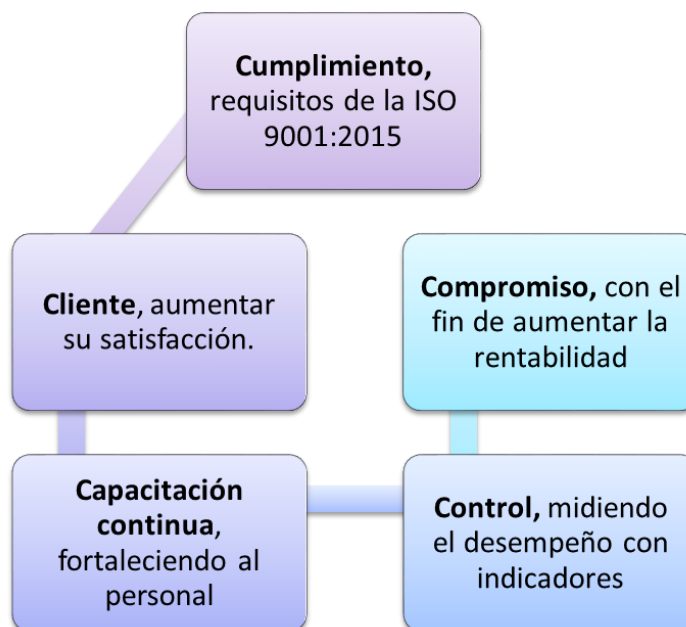 Cumplimiento,
requisitos de la ISO
9001:2015
Cliente, aumentar
su satisfacción.
Capacitación
continua,
fortaleciendo al
personal
Control, midiendo
el desempeño con
indicadores
Compromiso, con el
fin de aumentar la
rentabilidad